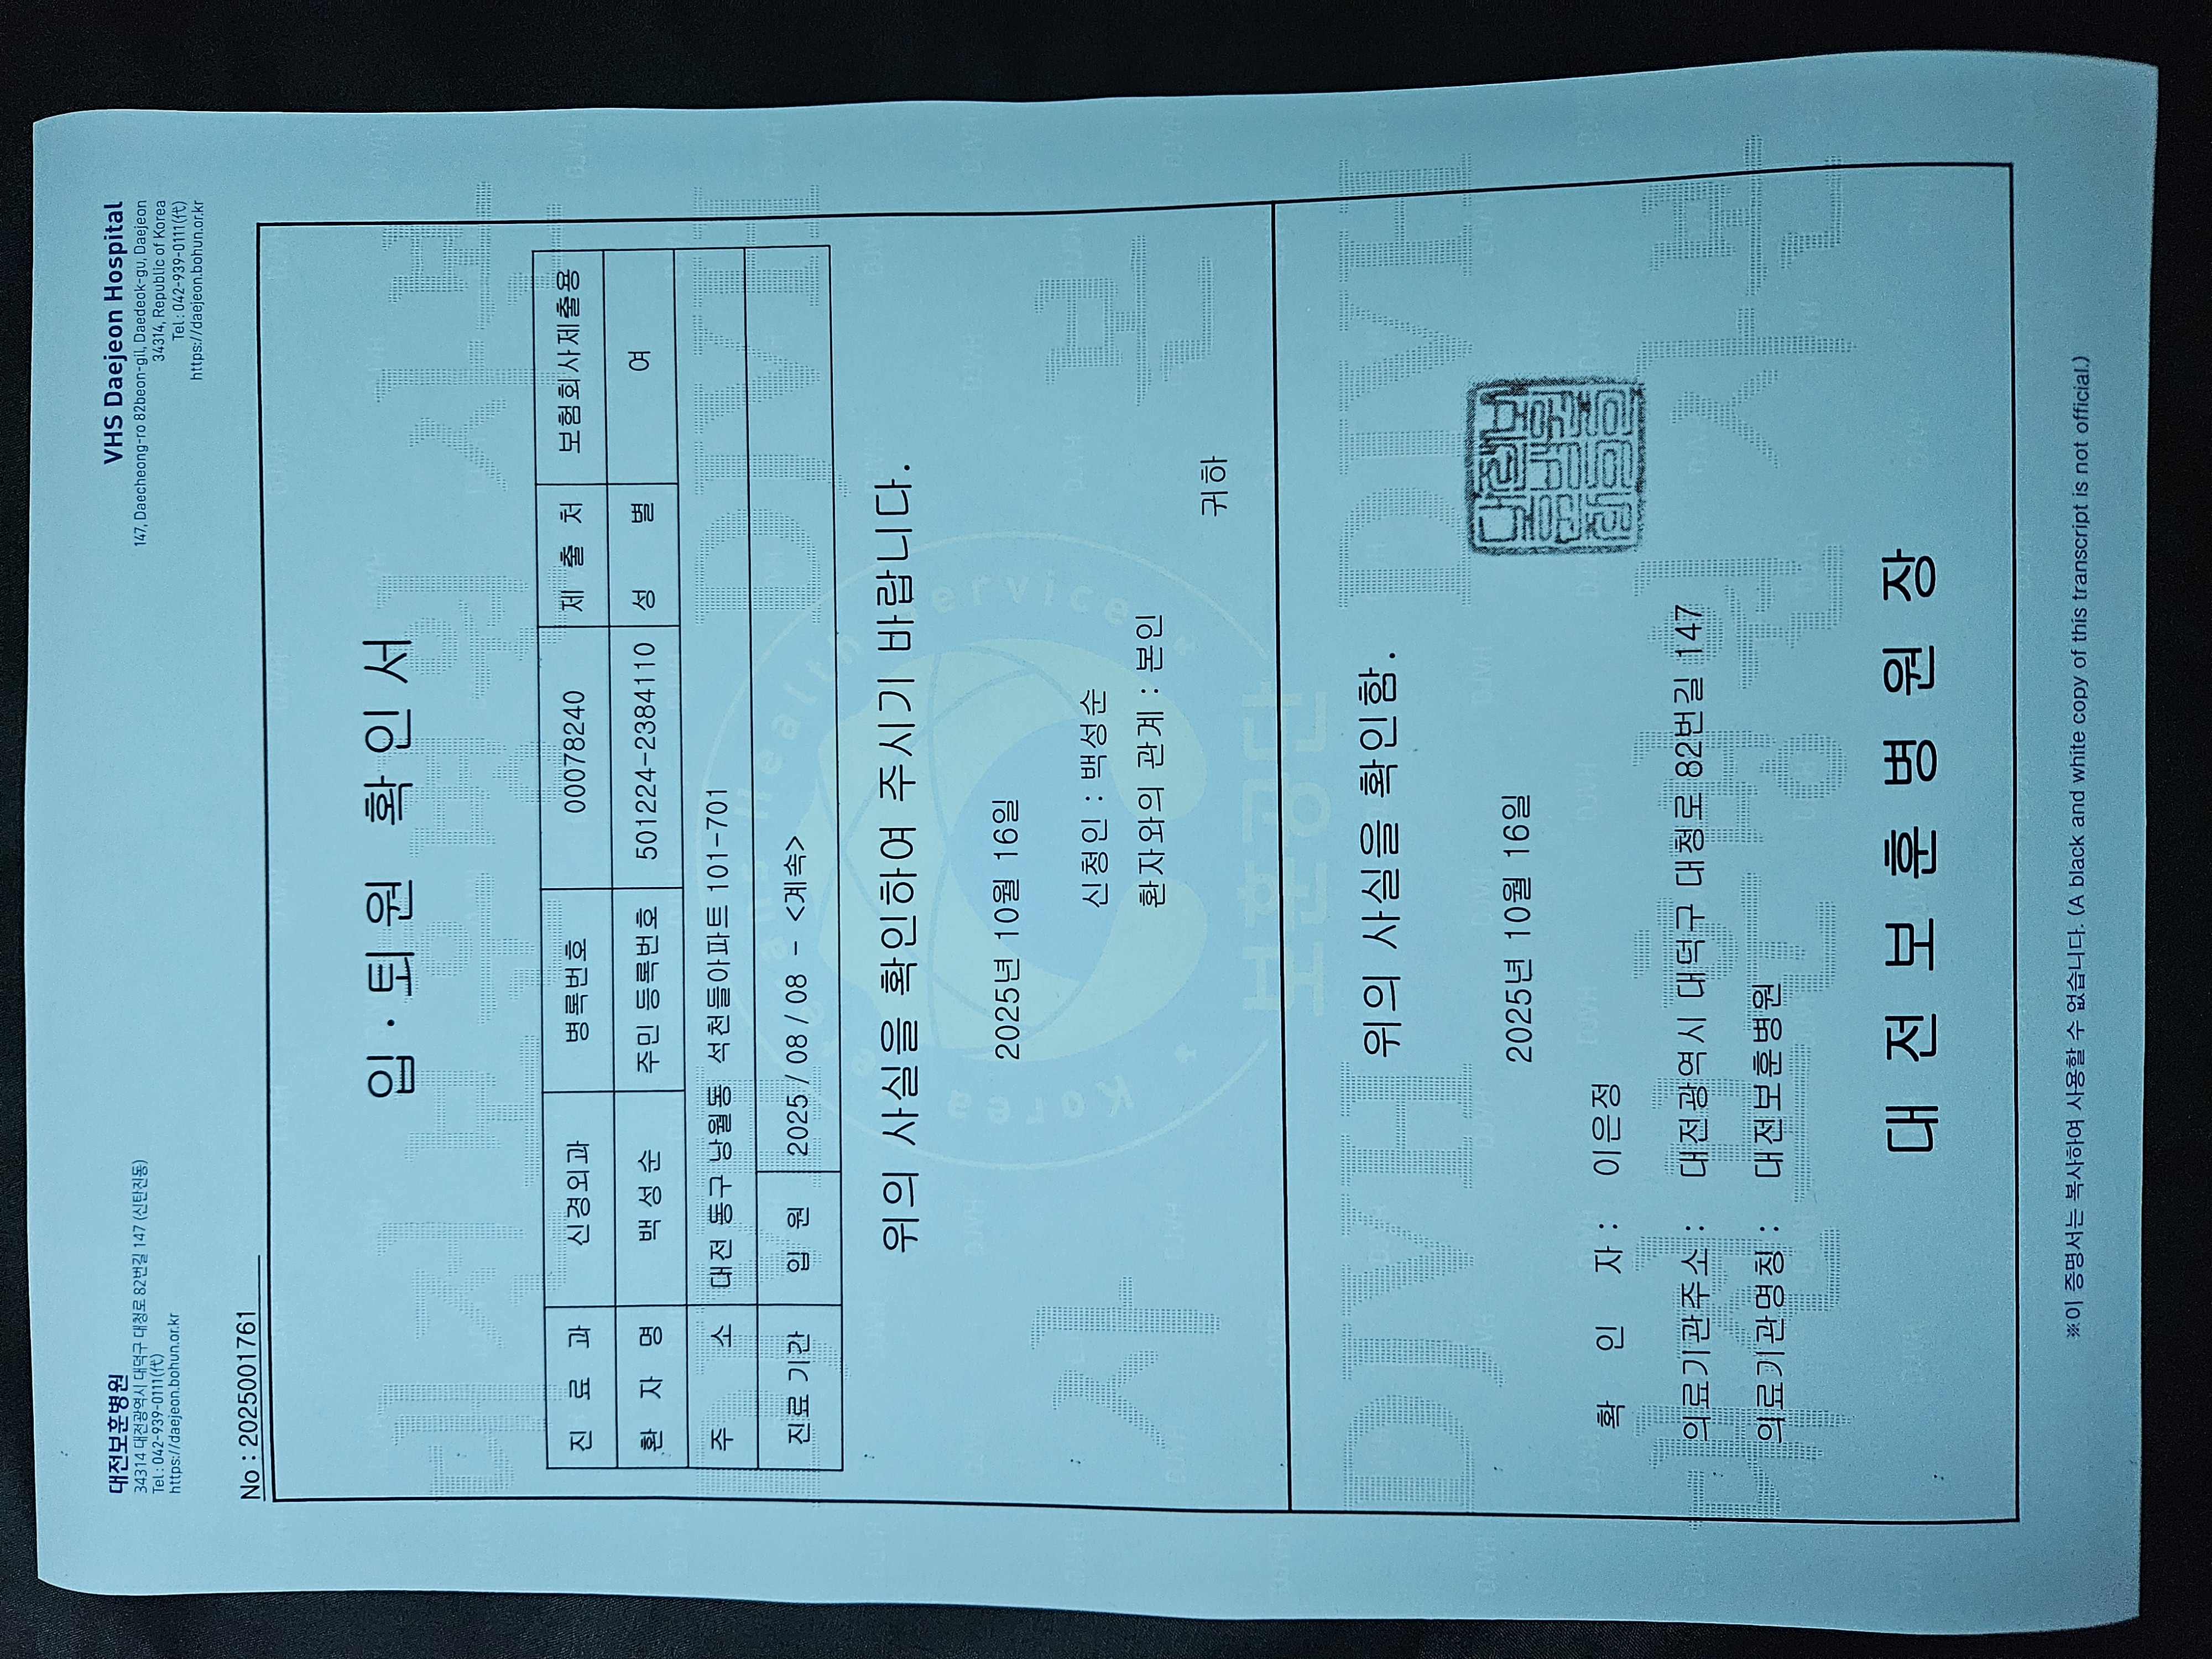 대전보훈병원
34314 대전광역시 대덕구 대청로 82번길 147 (신탄진동)
Tel : 042-939-0111(代)
https://daejeon.bohun.or.kr
VHS Daejeon Hospital
147, Daecheong-ro 82beon-gil, Daedeok-gu, Daejeon
34314, Republic of Korea
Tel : 042-939-0111(代)
https://daejeon.bohun.or.kr
No : 2025001761
입 · 퇴원 확인서
진 료 과 신경외과 병록번호 00078240 제 출 처 보험회사제출용
환 자 명 백성순 주민 등록번호 501224-2384110 성 별 여
주 소 대전 동구 낭월동 석천들아파트 101-701
진료 기간 입 원 2025 / 08 / 08 - <계속>
위의 사실을 확인하여 주시기 바랍니다.
2025년 10월 16일
신청인 : 백성순
환자와의 관계 : 본인
귀하
위의 사실을 확인함.
2025년 10월 16일
확 인 자 : 이은정
의료기관주소 : 대전광역시 대덕구 대청로 82번길 147
의료기관명칭 : 대전보훈병원
대 전 보 훈 병 원 장
※이 증명서는 복사하여 사용할 수 없습니다. (A black and white copy of this transcript is not official.)
보훈공단
DJVHH DJVHH